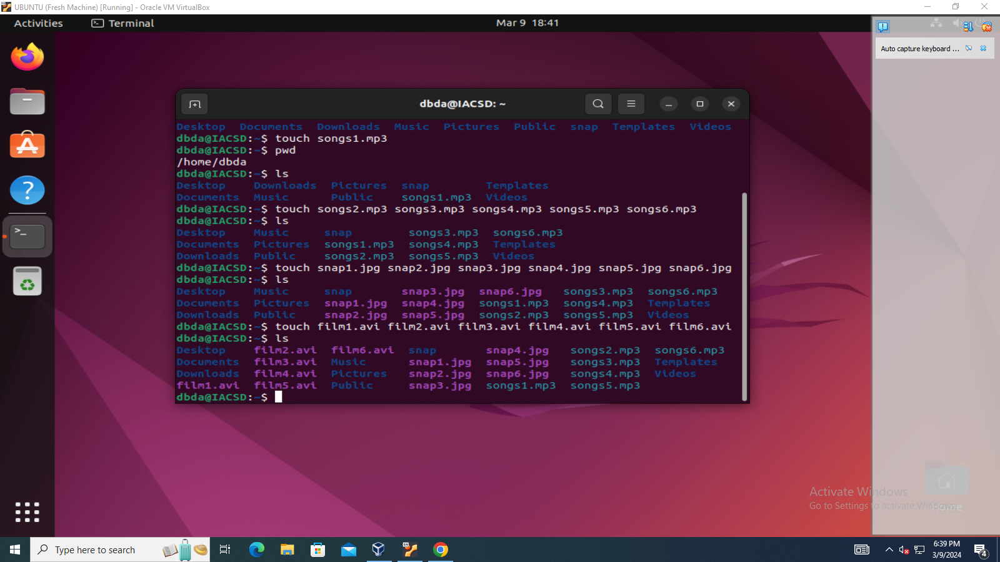 UBUNTU (Fresh Machine) [Running] - Oracle VM VirtualBox
Activities Terminal Mar 9 18:41
Auto capture keyboard ...
dbda@IACSD: ~
Desktop Documents Downloads Music Pictures Public snap Templates Videos
dbda@IACSD:~$ touch songs1.mp3
dbda@IACSD:~$ pwd
/home/dbda
dbda@IACSD:~$ ls
Desktop Downloads Pictures snap Templates
Documents Music Public songs1.mp3 Videos
dbda@IACSD:~$ touch songs2.mp3 songs3.mp3 songs4.mp3 songs5.mp3 songs6.mp3
dbda@IACSD:~$ ls
Desktop Music snap songs3.mp3 songs6.mp3
Documents Pictures songs1.mp3 songs4.mp3 Templates
Downloads Public songs2.mp3 songs5.mp3 Videos
dbda@IACSD:~$ touch snap1.jpg snap2.jpg snap3.jpg snap4.jpg snap5.jpg snap6.jpg
dbda@IACSD:~$ ls
Desktop Music snap snap3.jpg snap6.jpg songs3.mp3 songs6.mp3
Documents Pictures snap1.jpg snap4.jpg songs1.mp3 songs4.mp3 Templates
Downloads Public snap2.jpg snap5.jpg songs2.mp3 songs5.mp3 Videos
dbda@IACSD:~$ touch film1.avi film2.avi film3.avi film4.avi film5.avi film6.avi
dbda@IACSD:~$ ls
Desktop film2.avi film6.avi snap snap4.jpg songs2.mp3 songs6.mp3
Documents film3.avi Music snap1.jpg snap5.jpg songs3.mp3 Templates
Downloads film4.avi Pictures snap2.jpg snap6.jpg songs4.mp3 Videos
film1.avi film5.avi Public snap3.jpg songs1.mp3 songs5.mp3
dbda@IACSD:~$
Activate Windows
Go to Settings to activate Windows.
Home
Type here to search
6:39 PM
3/9/2024
4